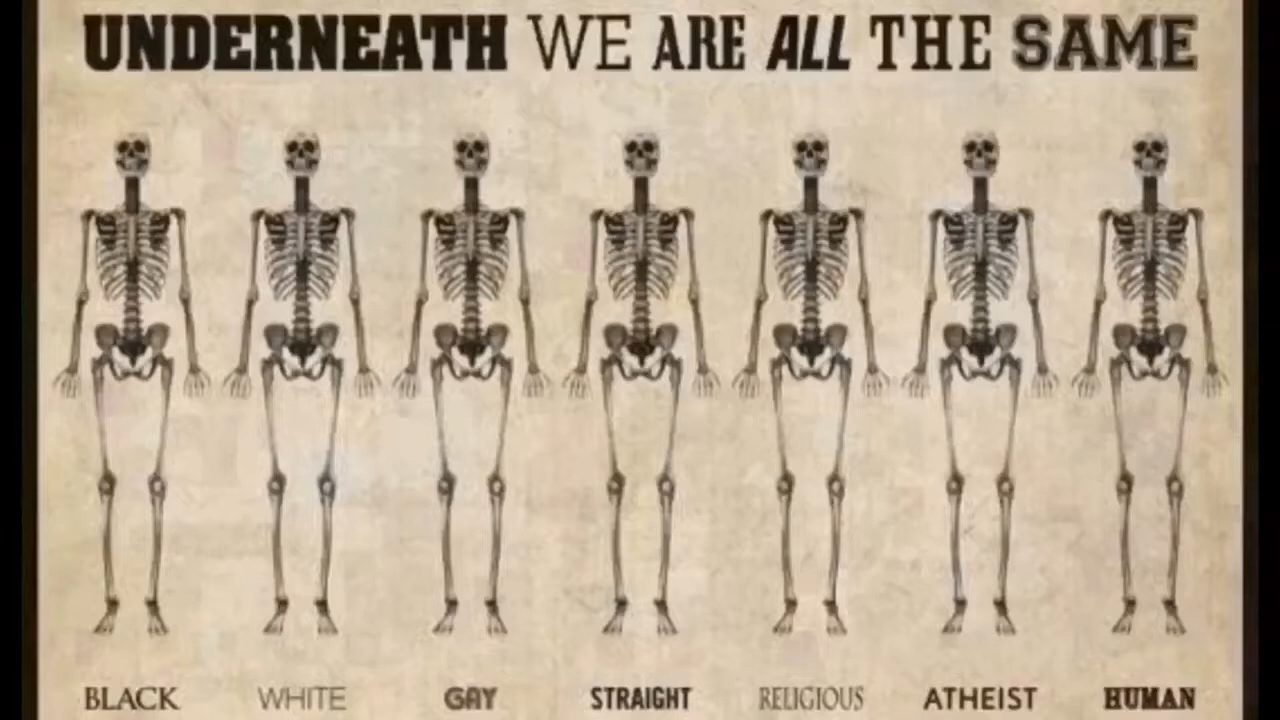 UNDERNEATH WE ARE ALL THE SAME
BLACK WHITE GAY STRAIGHT RELIGIOUS ATHEIST HUMAN